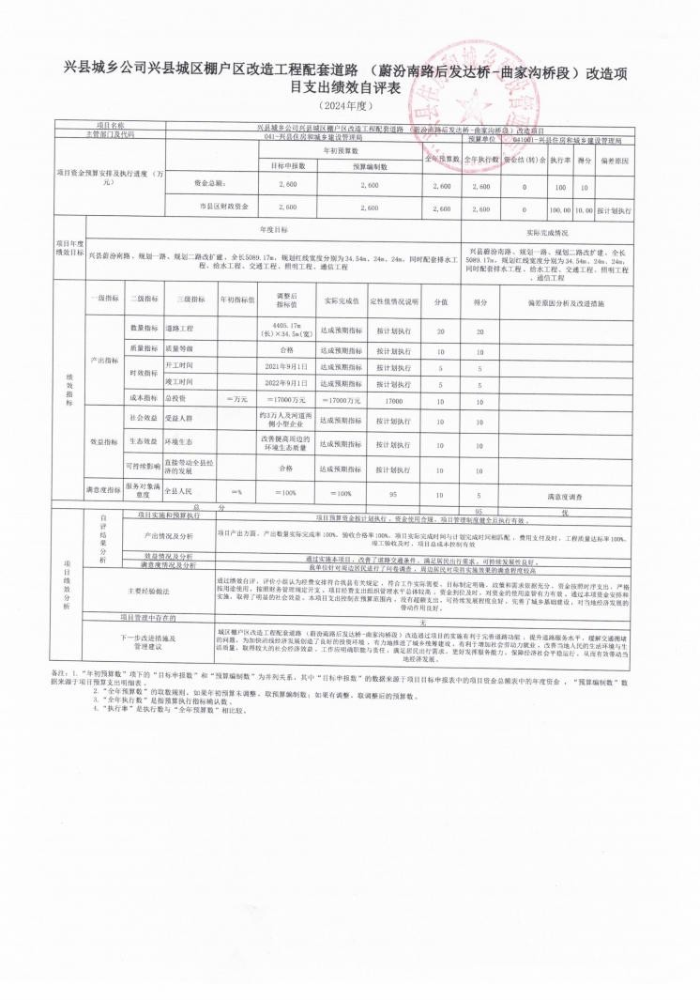 兴县城乡公司兴县城区棚户区改造工程配套道路 （蔚汾南路后发达桥-曲家沟桥段）改造项
目支出绩效自评表
（2024年度）
项目名称 兴县城乡公司兴县城区棚户区改造工程配套道路 （蔚汾南路后发达桥-曲家沟桥段）改造项目
主管部门及代码 041-兴县住房和城乡建设管理局 预算单位 041001-兴县住房和城乡建设管理局
项目资金预算安排及执行进度 （万元） 年初预算数 全年预算数 全年执行数 资金结(转)余 执行率 得分 偏差原因
目标申报数 预算编制数
资金总额： 2,600 2,600 2,600 2,600 0 100 10
市县区财政资金 2,600 2,600 2,600 2,600 0 100.00 10.00 按计划执行
项目年度绩效目标 年度目标 实际完成情况
兴县蔚汾南路、规划一路、规划二路改扩建，全长5089.17m，规划红线宽度分别为34.54m、24m、24m，同时配套排水工
程、给水工程、交通工程、照明工程、通信工程
兴县蔚汾南路、规划一路、规划二路改扩建，全长
5089.17m，规划红线宽度分别为34.54m、24m、24m，
同时配套排水工程、给水工程、交通工程、照明工程
、通信工程
绩效指标 一级指标 二级指标 三级指标 年初指标值 调整后指标值 实际完成值 定性值情况说明 分值 得分 偏差原因分析及改进措施
产出指标 数量指标 道路工程 4405.17m（长）×34.5m(宽) 达成预期指标 按计划执行 20 20
质量指标 质量等级 合格 达成预期指标 按计划执行 10 10
时效指标 开工时间 2021年9月1日 达成预期指标 按计划执行 5 5
竣工时间 2022年9月1日 达成预期指标 按计划执行 5 5
成本指标 总投资 ＝万元 ＝17000万元 ＝17000万元 17000 10 10
效益指标 社会效益 受益人群 约3万人及河道两侧小型企业 达成预期指标 按计划执行 10 10
生态效益 环境生态 改善提高周边的环境生态质量 达成预期指标 按计划执行 10 10
可持续影响 直接带动全县经济的发展 合格 达成预期指标 按计划执行 10 10
满意度指标 服务对象满意度 全县人民 ＝% ＝100% ＝100% 95 10 5 满意度调查
总 分 95 优
项目绩效分析 自评结果分析 项目实施和预算执行 项目预算资金按计划执行，资金使用合规，项目管理制度健全且执行有效。
产出情况及分析 项目产出方面，产出数量实际完成率100%，验收合格率100%，项目实际完成时间与计划完成时间相匹配，费用支付及时，工程质量达标率100%，
竣工验收及时，项目总成本控制有效
效益情况及分析 通过实施本项目，改善了道路交通条件，满足居民出行需求，可持续发展性良好。
满意度情况及分析 我单位针对周边居民进行了问卷调查，周边居民对项目实施效果的满意程度较高
主要经验做法 通过绩效自评，评价小组认为经费安排符合我县有关规定，符合工作实际需要，目标制定明确，政策和需求依据充分，资金按照时序支出，严格
按用途使用，按照财务管理规定开支，项目经费支出组织管理水平总体较高，资金到位及时，对资金的使用监管有力有效，通过本项资金安排和
实施，取得了明显的社会效益，本项目支出控制在预算范围内，没有超额支出，可持续发展程度良好，完善了城乡基础建设，对当地经济发展的
带动作用良好。
项目管理中存在的 无
下一步改进措施及管理建议 城区棚户区改造工程配套道路（蔚汾南路后发达桥-曲家沟桥段）改造通过项目的实施有利于完善道路功能，提升道路服务水平，缓解交通拥堵
的问题，为加快沿线经济发展创造了良好的投资环境，有力地推进了城乡统筹建设，有利于增加社会劳动力就业，改善当地人民的生活环境与生
活质量，取得较大的社会经济效益，工作应明确职能与责任，满足居民出行需求，更好发挥服务能力，保障经济社会平稳运行，从而有效带动当
地经济发展。
备注：1.“年初预算数”项下的“目标申报数”和“预算编制数”为并列关系，其中“目标申报数”的数据来源于项目目标申报表中的项目资金总额表中的年度资金 ，“预算编制数”数
据来源于项目预算支出明细表。
2.“全年预算数”的取数规则。如果年初预算未调整，取预算编制数；如果有调整，取调整后的预算数。
3.“全年执行数”是指预算执行指标确认数。
4.“执行率”是执行数与“全年预算数”相比较。